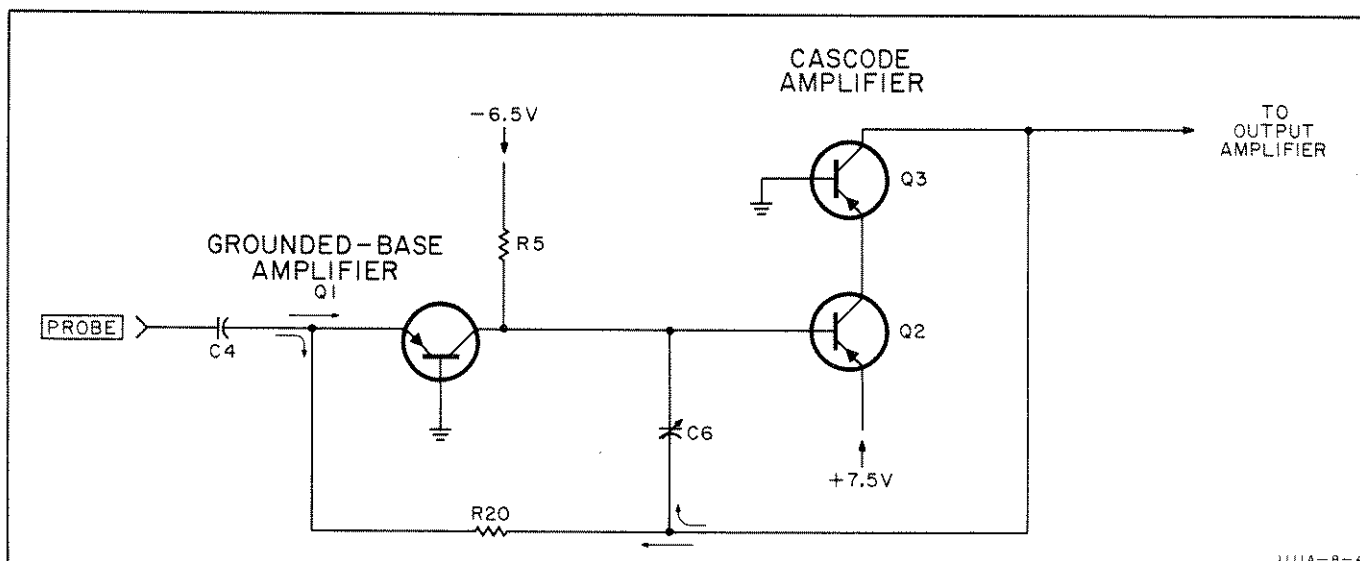 CASCODE
AMPLIFIER
-6.5V
TO
OUTPUT
AMPLIFIER
Q3
R5
GROUNDED-BASE
AMPLIFIER
Q1
PROBE
C4
Q2
C6
+7.5V
R20